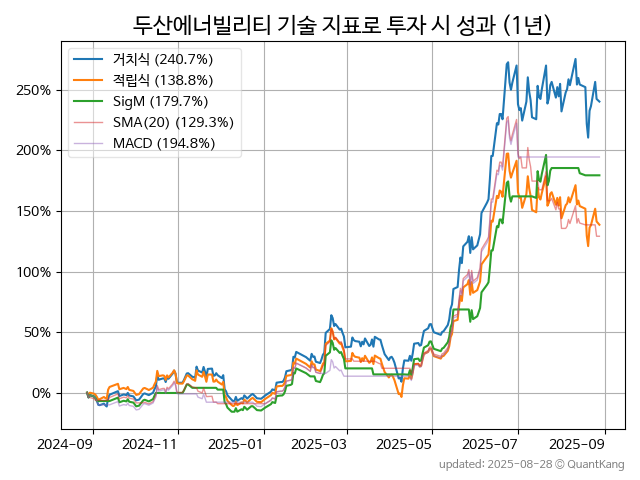 두산에너빌리티 기술 지표로 투자 시 성과 (1년)
거치식 (240.7%)
적립식 (138.8%)
SigM (179.7%)
SMA(20) (129.3%)
MACD (194.8%)
250%
200%
150%
100%
50%
0%
2024-09 2024-11 2025-01 2025-03 2025-05 2025-07 2025-09
updated: 2025-08-28 © QuantKang